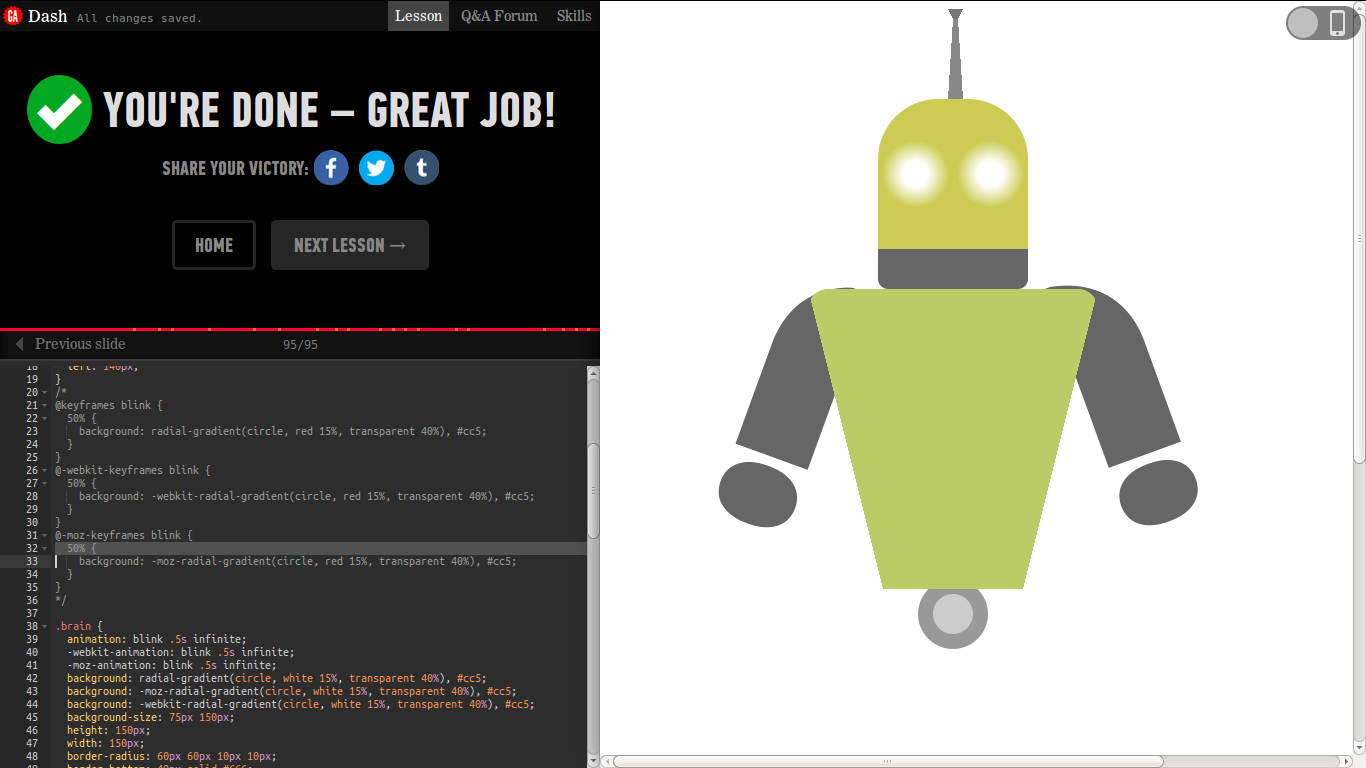 GA Dash All changes saved. Lesson Q&A Forum Skills
YOU'RE DONE – GREAT JOB!
SHARE YOUR VICTORY: f t
HOME NEXT LESSON →
Previous slide 95/95
18 left: 140px;
19 }
20 /*
21 @keyframes blink {
22 50% {
23 background: radial-gradient(circle, red 15%, transparent 40%), #cc5;
24 }
25 }
26 @-webkit-keyframes blink {
27 50% {
28 background: -webkit-radial-gradient(circle, red 15%, transparent 40%), #cc5;
29 }
30 }
31 @-moz-keyframes blink {
32 50% {
33 background: -moz-radial-gradient(circle, red 15%, transparent 40%), #cc5;
34 }
35 }
36 */
37
38 .brain {
39 animation: blink .5s infinite;
40 -webkit-animation: blink .5s infinite;
41 -moz-animation: blink .5s infinite;
42 background: radial-gradient(circle, white 15%, transparent 40%), #cc5;
43 background: -moz-radial-gradient(circle, white 15%, transparent 40%), #cc5;
44 background: -webkit-radial-gradient(circle, white 15%, transparent 40%), #cc5;
45 background-size: 75px 150px;
46 height: 150px;
47 width: 150px;
48 border-radius: 60px 60px 10px 10px;